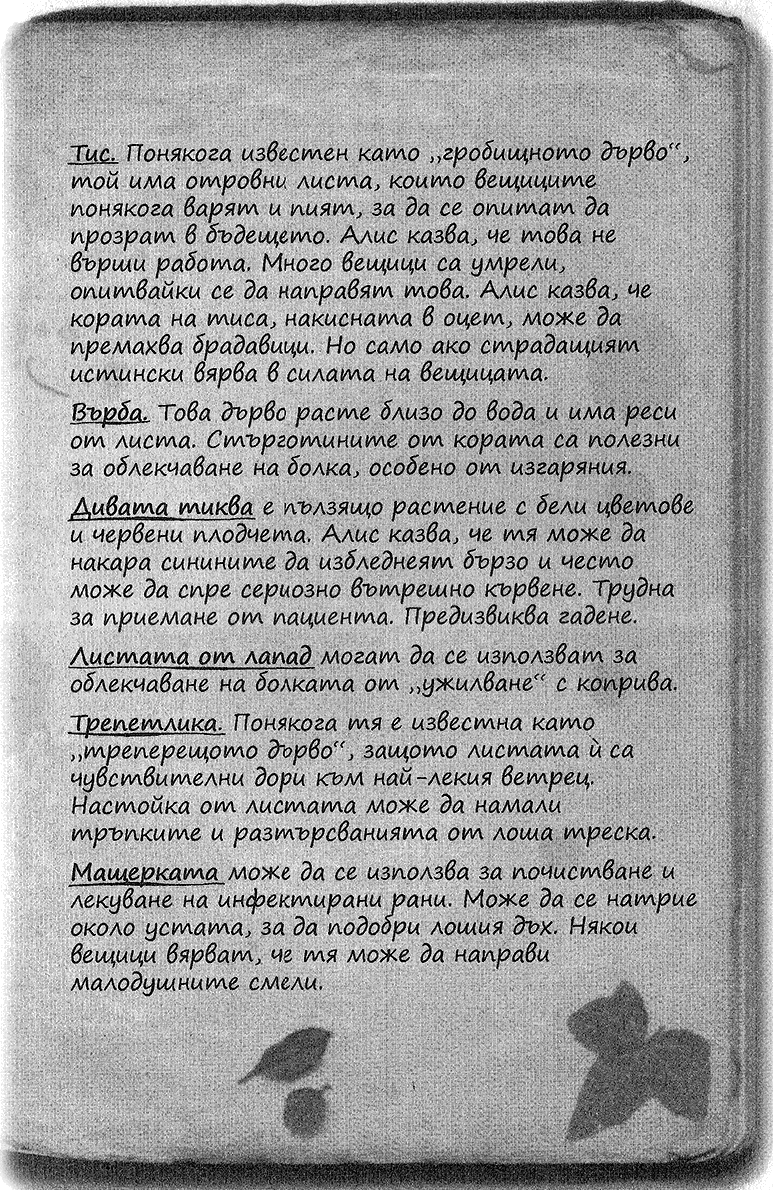 Тис. Понякога известен като „гробищното дърво“,
той има отровни листа, които вещиците
понякога варят и пият, за да се опитат да
прозрат в бъдещето. Алис казва, че това не
върши работа. Много вещици са умрели,
опитвайки се да направят това. Алис казва, че
кората на тиса, накисната в оцет, може да
премахва брадавици. Но само ако страдащият
истински вярва в силата на вещицата.
Върба. Това дърво расте близо до вода и има реси
от листа. Стърготините от кората са полезни
за облекчаване на болка, особено от изгаряния.
Дивата тиква е пълзящо растение с бели цветове
и червени плодчета. Алис казва, че тя може да
накара синините да избледнеят бързо и често
може да спре сериозно вътрешно кървене. Трудна
за приемане от пациента. Предизвиква гадене.
Листата от лапад могат да се използват за
облекчаване на болката от „ужилване“ с коприва.
Трепетлика. Понякога тя е известна като
„треперещото дърво“, защото листата ѝ са
чувствителни дори към най-лекия ветрец.
Настойка от листата може да намали
тръпките и разтърсванията от лоша треска.
Мащерката може да се използва за почистване и
лекуване на инфектирани рани. Може да се натрие
около устата, за да подобри лошия дъх. Някои
вещици вярват, че тя може да направи
малодушните смели.